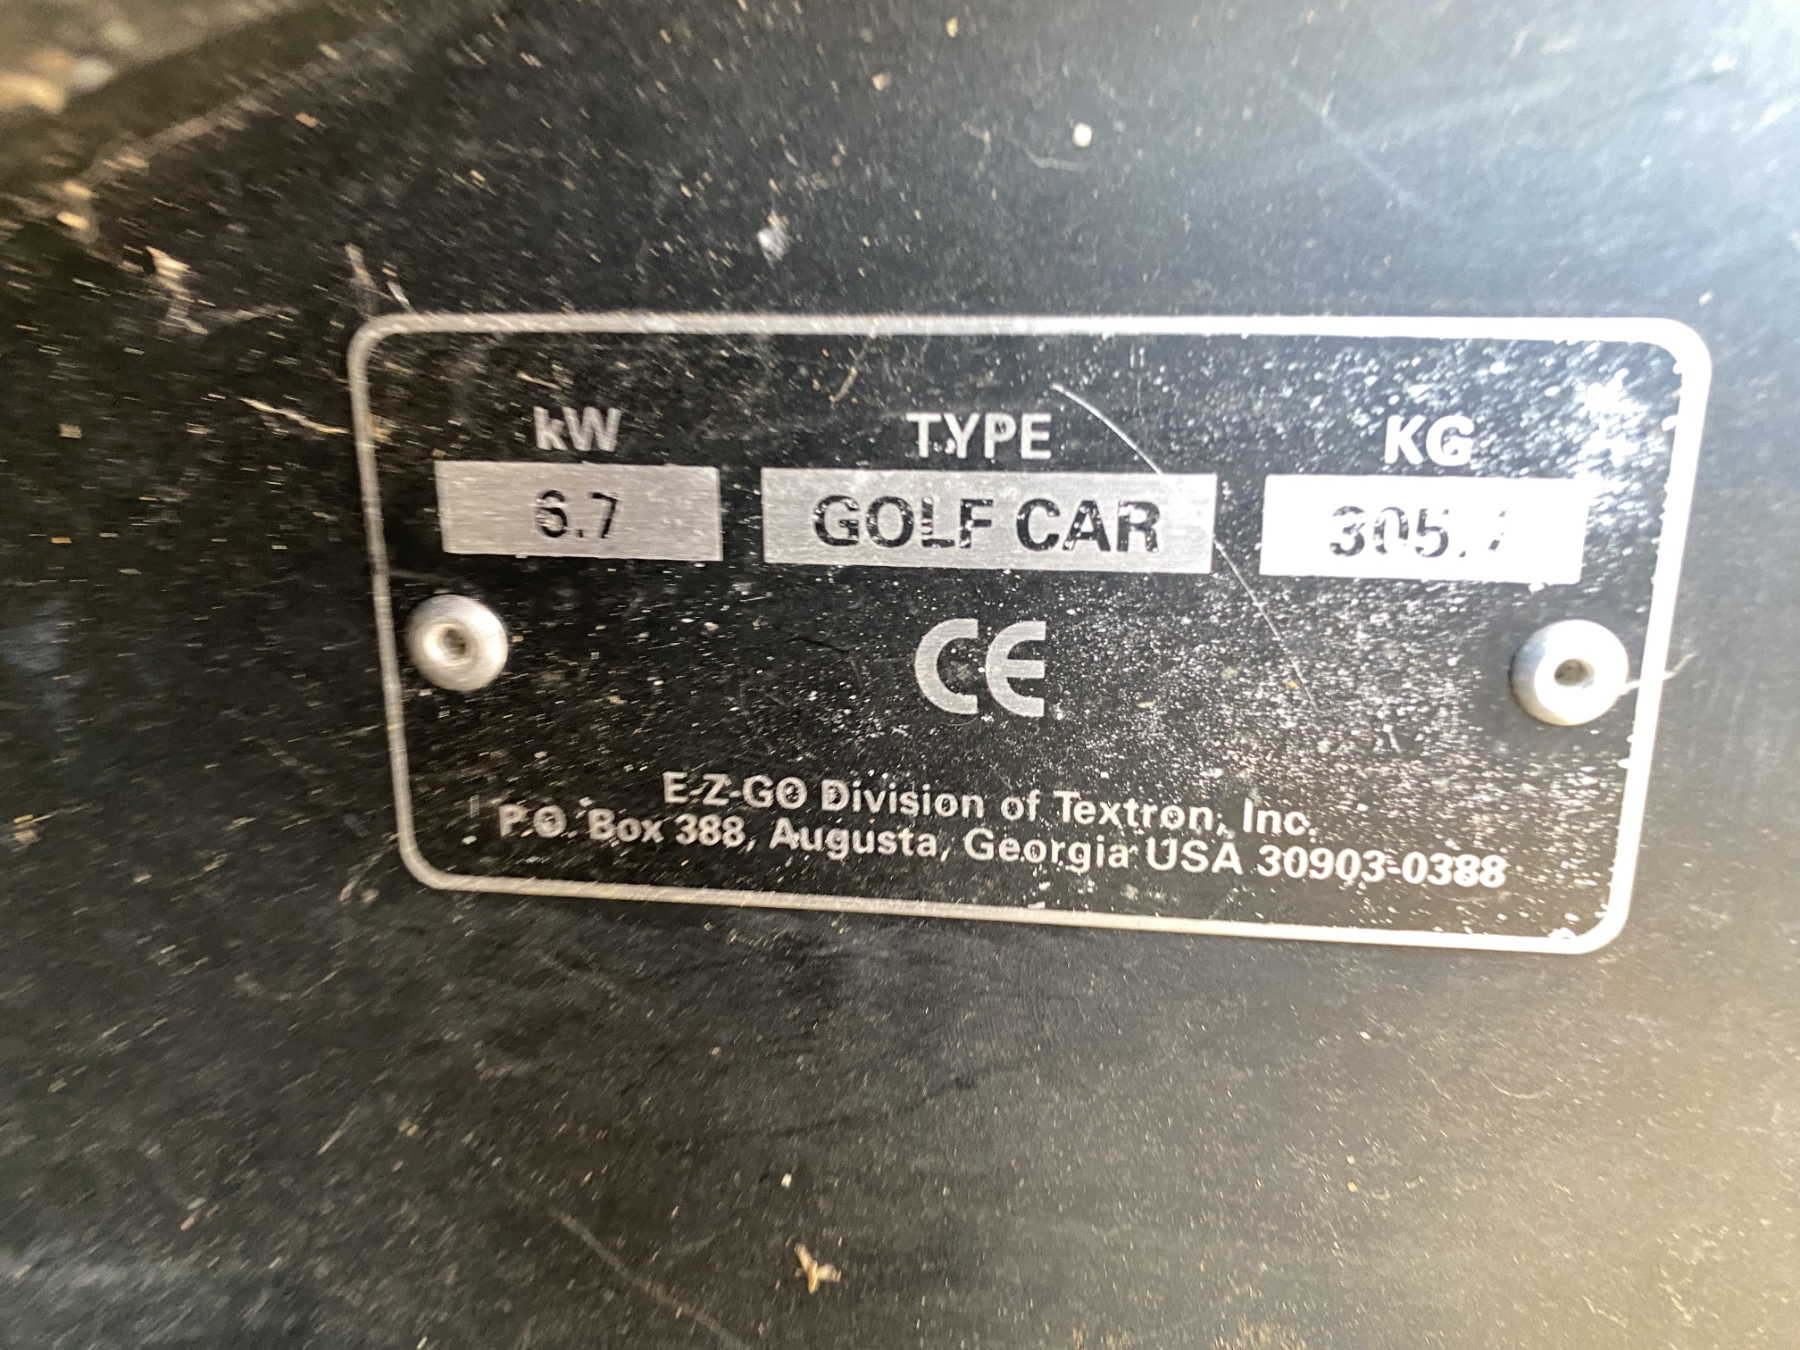 kW TYPE KG
6.7 GOLF CAR
CE
E-Z-GO Division of Textron, Inc.
P.O. Box 388, Augusta, Georgia USA 30903-0388